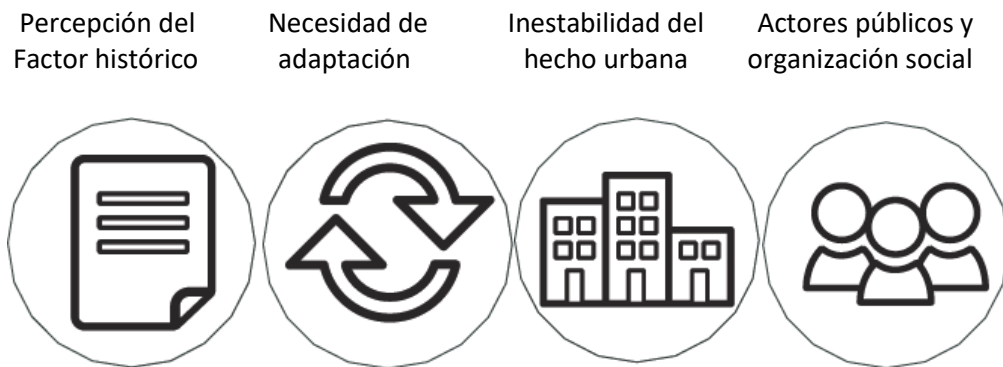 Percepción del
Factor histórico
Necesidad de
adaptación
Inestabilidad del
hecho urbana
Actores públicos y
organización social